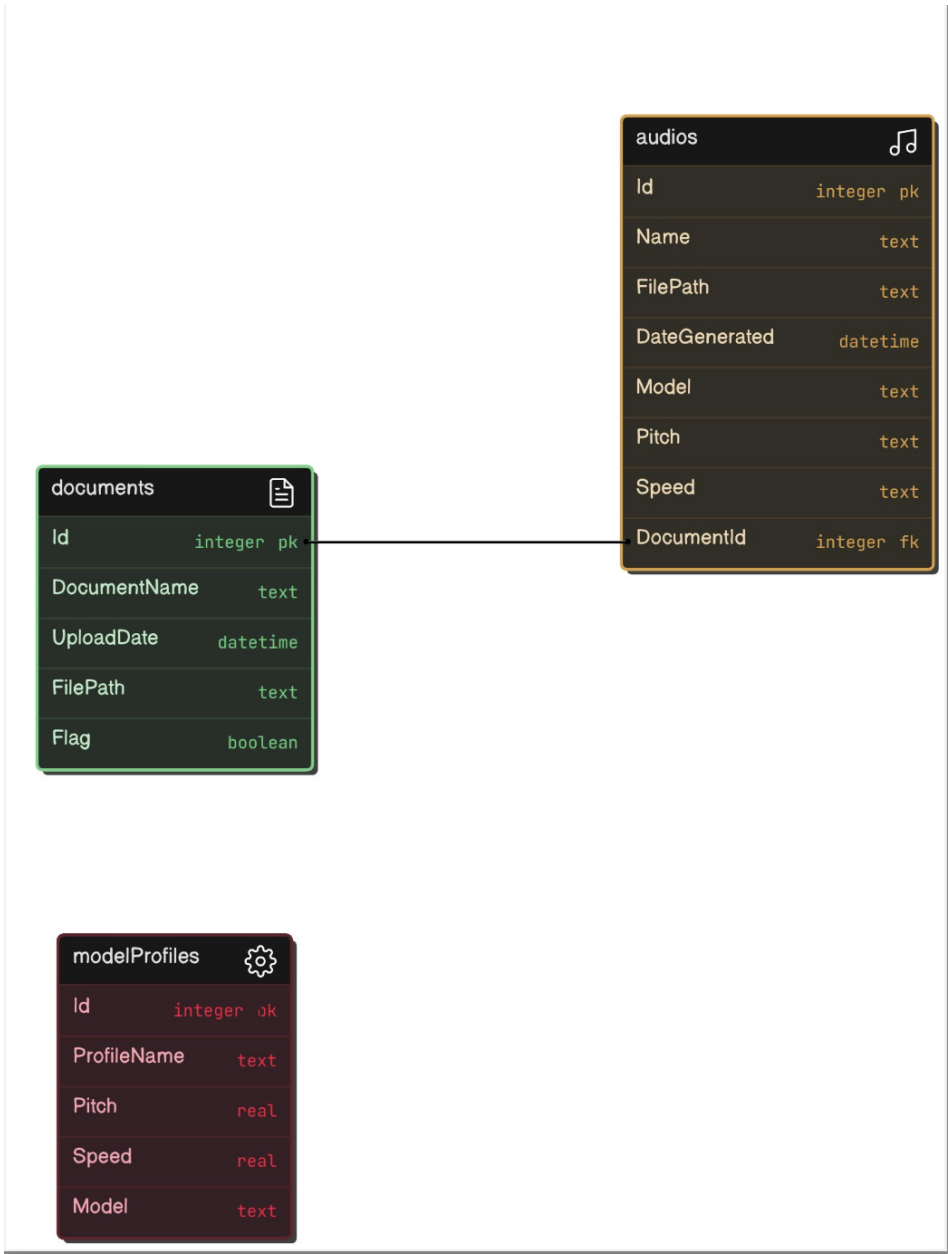 audios
Id integer pk
Name text
FilePath text
DateGenerated datetime
Model text
Pitch text
Speed text
DocumentId integer fk
documents
Id integer pk
DocumentName text
UploadDate datetime
FilePath text
Flag boolean
modelProfiles
Id integer pk
ProfileName text
Pitch real
Speed real
Model text